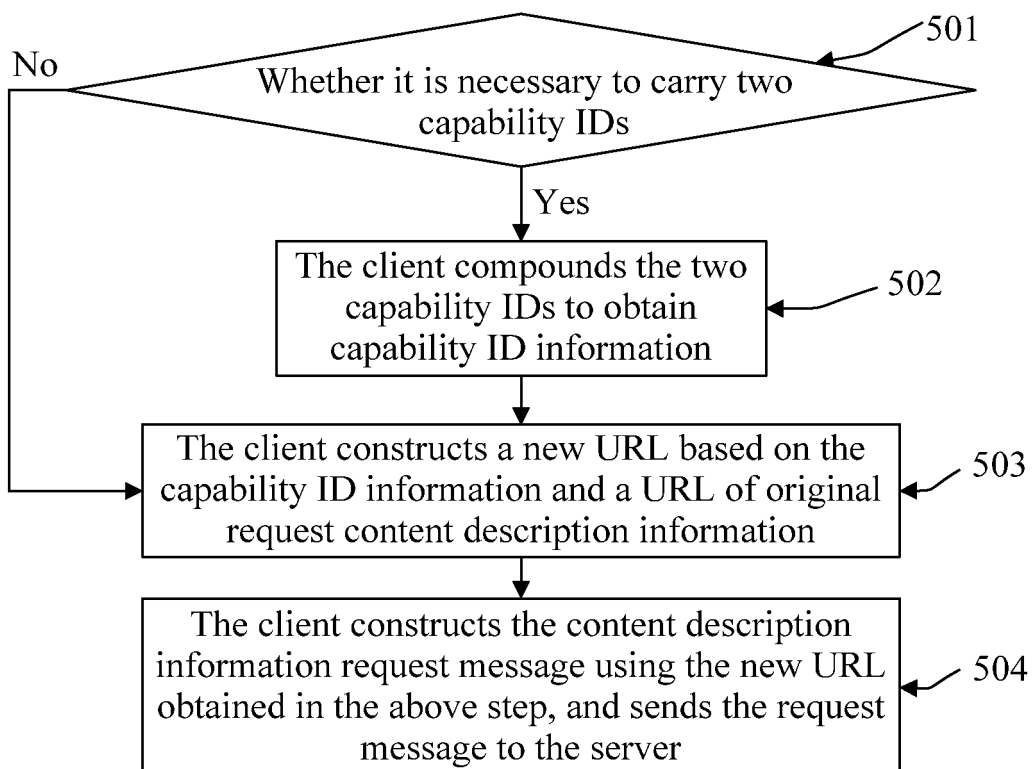 501
No
Whether it is necessary to carry two
capability IDs
Yes
The client compounds the two
capability IDs to obtain
capability ID information
502
The client constructs a new URL based on the
capability ID information and a URL of original
request content description information
503
The client constructs the content description
information request message using the new URL
obtained in the above step, and sends the request
message to the server
504